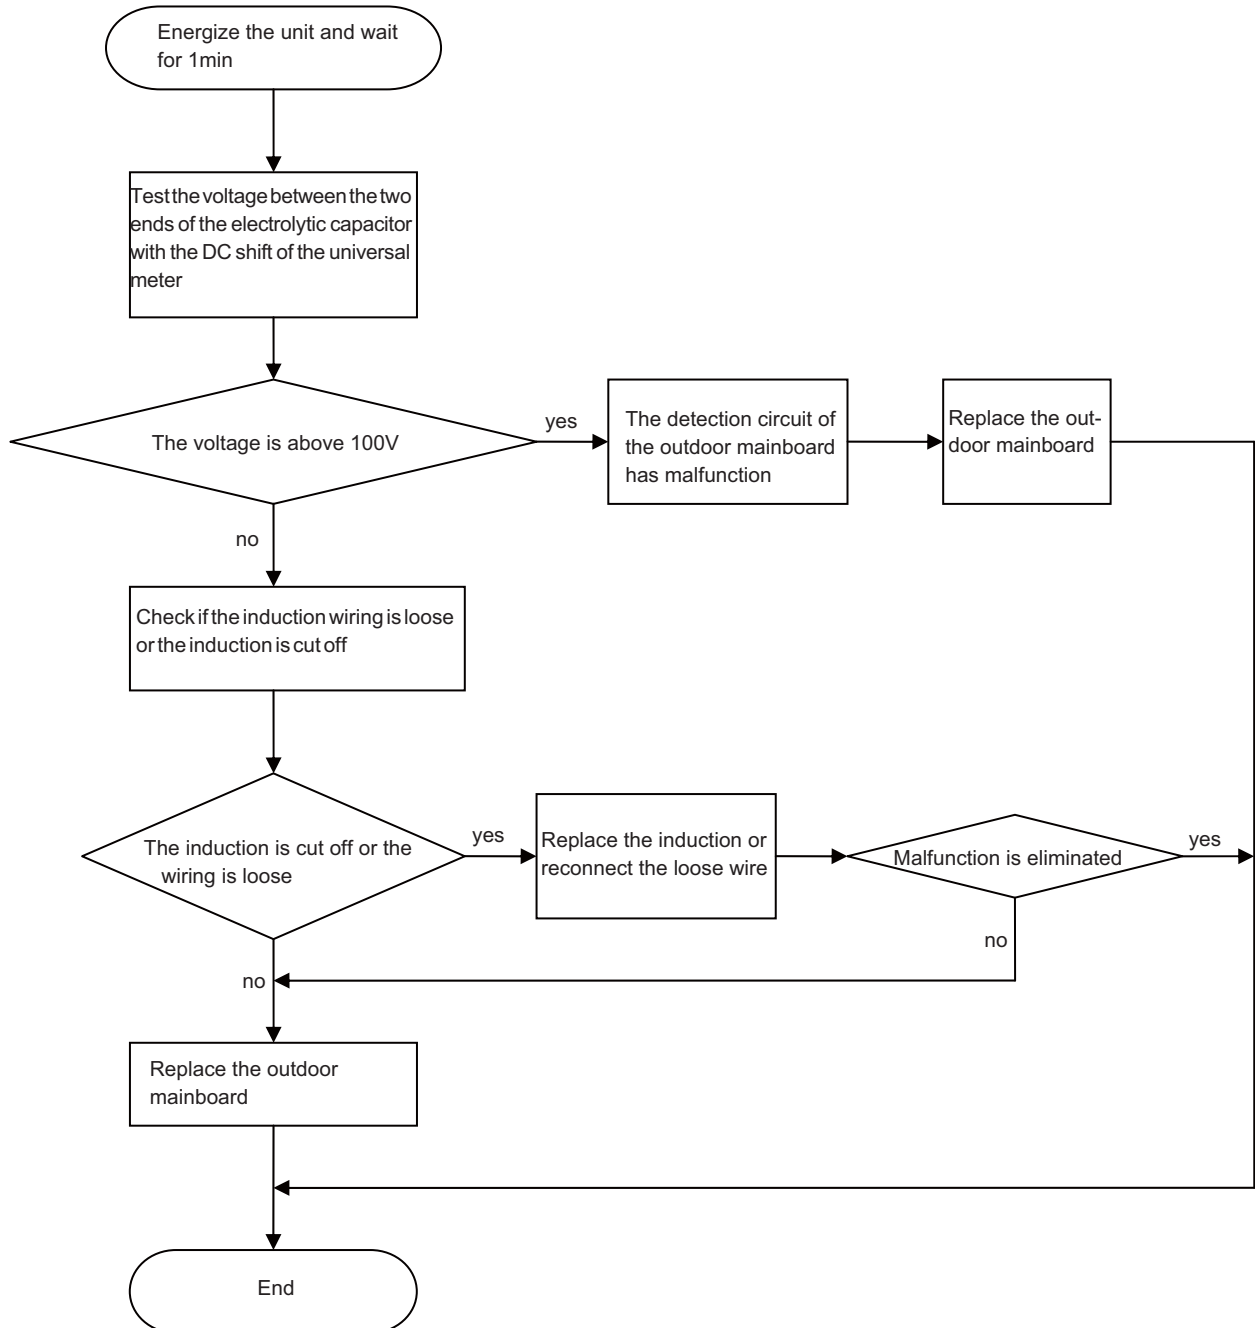 Energize the unit and wait
for 1min
Test the voltage between the two
ends of the electrolytic capacitor
with the DC shift of the universal
meter
The voltage is above 100V
yes
The detection circuit of
the outdoor mainboard
has malfunction
Replace the out-
door mainboard
no
Check if the induction wiring is loose
or the induction is cut off
The induction is cut off or the
wiring is loose
yes
Replace the induction or
reconnect the loose wire
Malfunction is eliminated
yes
no
no
Replace the outdoor
mainboard
End